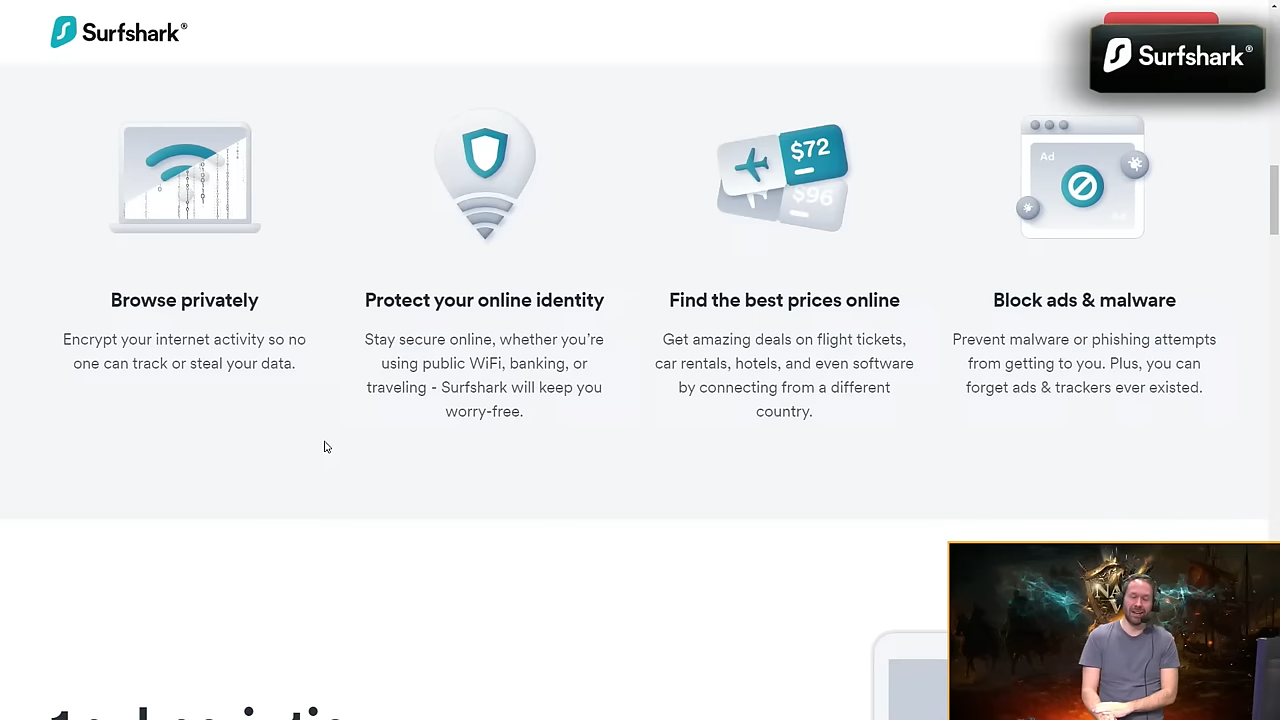 Surfshark®
Surfshark®
$72
$96
Ad
Ad
Browse privately
Encrypt your internet activity so no
one can track or steal your data.
Protect your online identity
Stay secure online, whether you’re
using public WiFi, banking, or
traveling - Surfshark will keep you
worry-free.
Find the best prices online
Get amazing deals on flight tickets,
car rentals, hotels, and even software
by connecting from a different
country.
Block ads & malware
Prevent malware or phishing attempts
from getting to you. Plus, you can
forget ads & trackers ever existed.